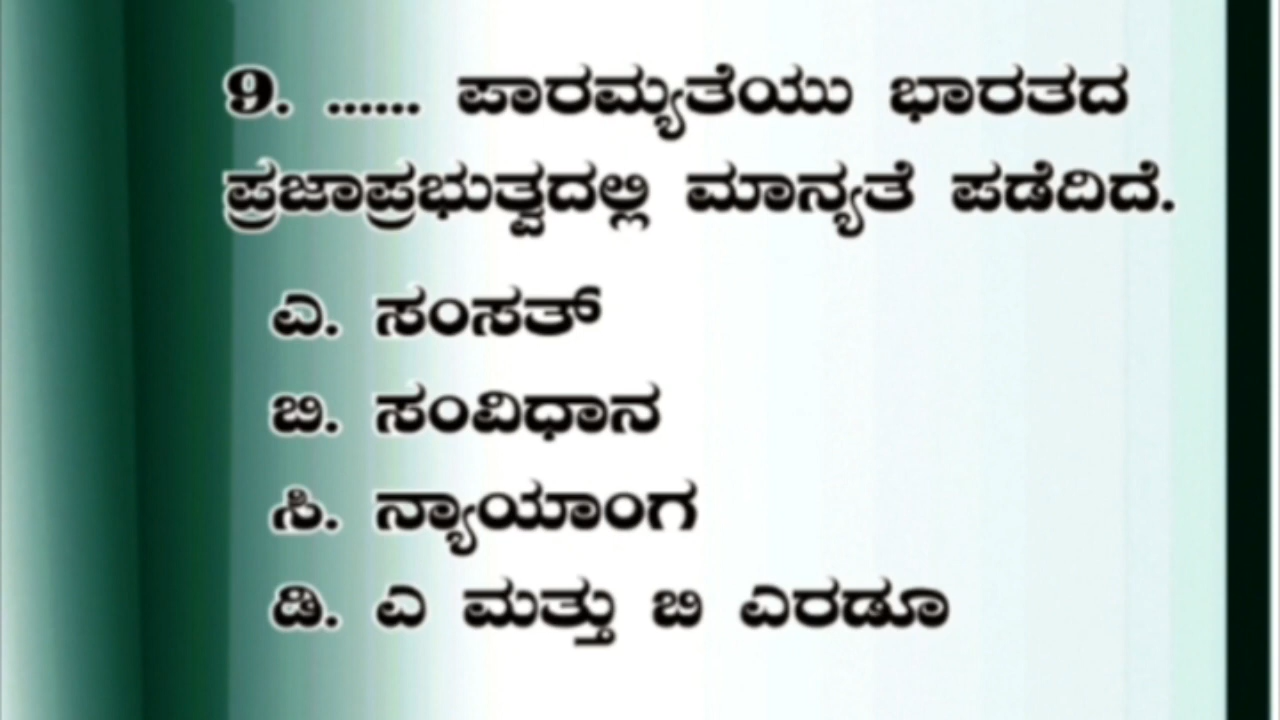 9. ...... ಪಾರಮ್ಯತೆಯು ಭಾರತದ
ಪ್ರಜಾಪ್ರಭುತ್ವದಲ್ಲಿ ಮಾನ್ಯತೆ ಪಡೆದಿದೆ.
ಎ. ಸಂಸತ್
ಬಿ. ಸಂವಿಧಾನ
ಸಿ. ನ್ಯಾಯಾಂಗ
ಡಿ. ಎ ಮತ್ತು ಬಿ ಎರಡೂ